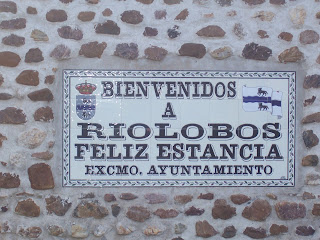 BIENVENIDOS
A
RIOLOBOS
FELIZ ESTANCIA
EXCMO. AYUNTAMIENTO